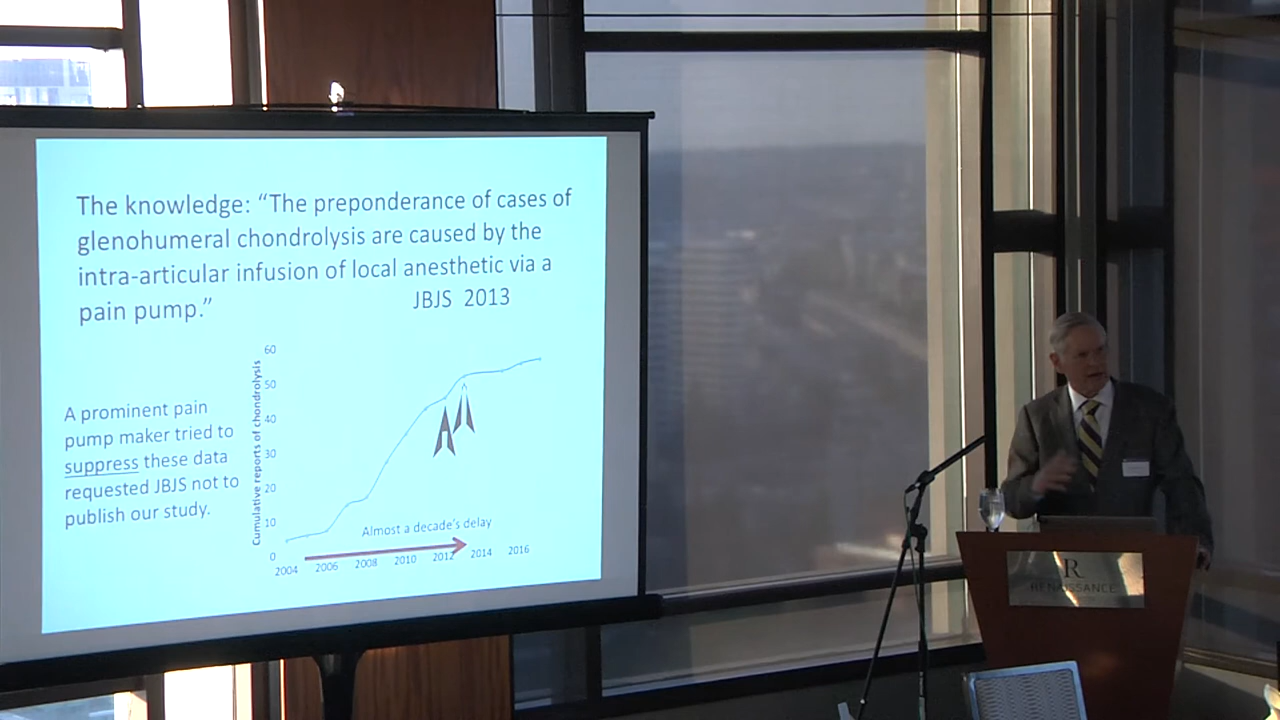 The knowledge: “The preponderance of cases of
glenohumeral chondrolysis are caused by the
intra-articular infusion of local anesthetic via a
pain pump.”
JBJS 2013
A prominent pain
pump maker tried to
suppress these data
requested JBJS not to
publish our study.
Cumulative reports of chondrolysis
60
50
40
30
20
10
0
Almost a decade's delay
2004 2006 2008 2010 2012 2014 2016
R
RENAISSANCE